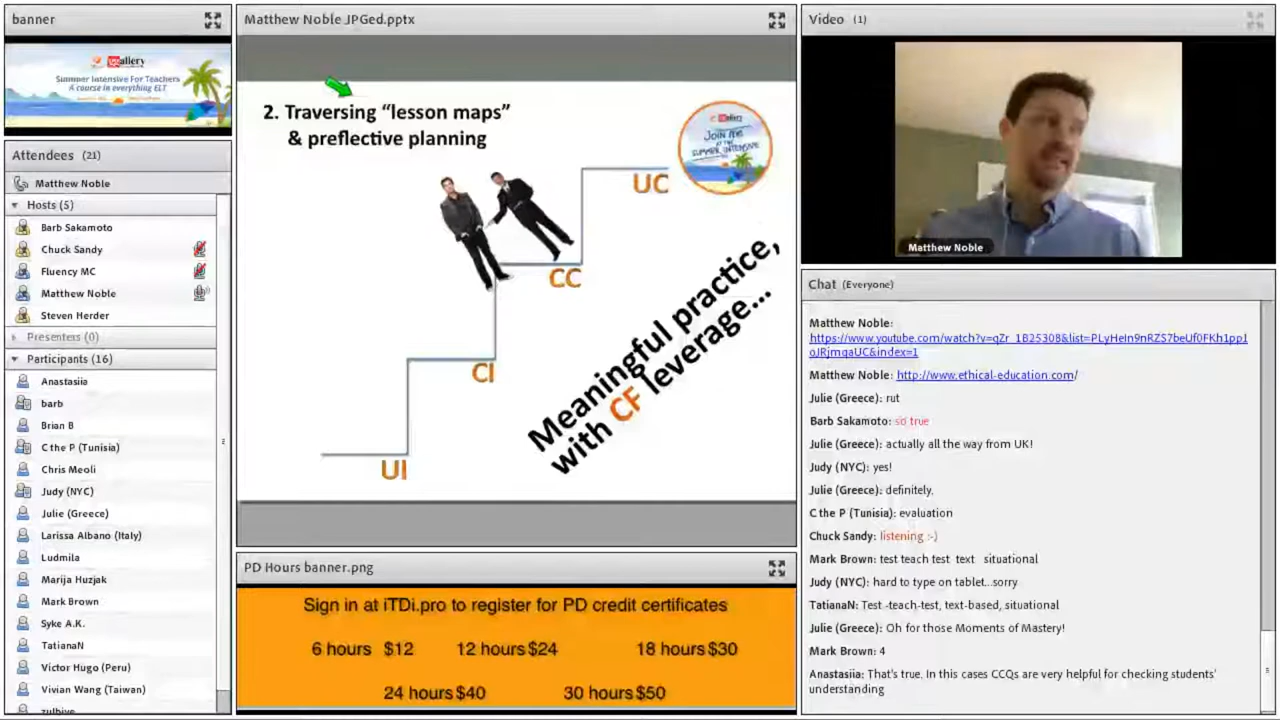 banner
Gallery
Summer Intensive For Teachers
A course in everything ELT
Attendees (21)
Matthew Noble
Hosts (5)
Barb Sakamoto
Chuck Sandy
Fluency MC
Matthew Noble
Steven Herder
Presenters (0)
Participants (16)
Anastasiia
barb
Brian B
C the P (Tunisia)
Chris Meoli
Judy (NYC)
Julie (Greece)
Larissa Albano (Italy)
Ludmila
Marija Huzjak
Mark Brown
Syke A.K.
TatianaN
Victor Hugo (Peru)
Vivian Wang (Taiwan)
zulbiye
Matthew Noble JPGed.pptx
2. Traversing “lesson maps”
& preflective planning
JOIN ME
AT THE
SUMMER INTENSIVE
UC
CC
CI
UI
Meaningful practice,
with CF leverage...
PD Hours banner.png
Sign in at iTDi.pro to register for PD credit certificates
6 hours $12 12 hours $24 18 hours $30
24 hours $40 30 hours $50
Video (1)
Matthew Noble
Chat (Everyone)
Matthew Noble:
https://www.youtube.com/watch?v=qZr_1B25308&list=PLyHeIn9nRZS7beUf0FKh1pp1
oJRjmqaUC&index=1
Matthew Noble: http://www.ethical-education.com/
Julie (Greece): rut
Barb Sakamoto: so true
Julie (Greece): actually all the way from UK!
Judy (NYC): yes!
Julie (Greece): definitely,
C the P (Tunisia): evaluation
Chuck Sandy: listening :-)
Mark Brown: test teach test text situational
Judy (NYC): hard to type on tablet...sorry
TatianaN: Test -teach-test, text-based, situational
Julie (Greece): Oh for those Moments of Mastery!
Mark Brown: 4
Anastasiia: That's true. In this cases CCQs are very helpful for checking students'
understanding